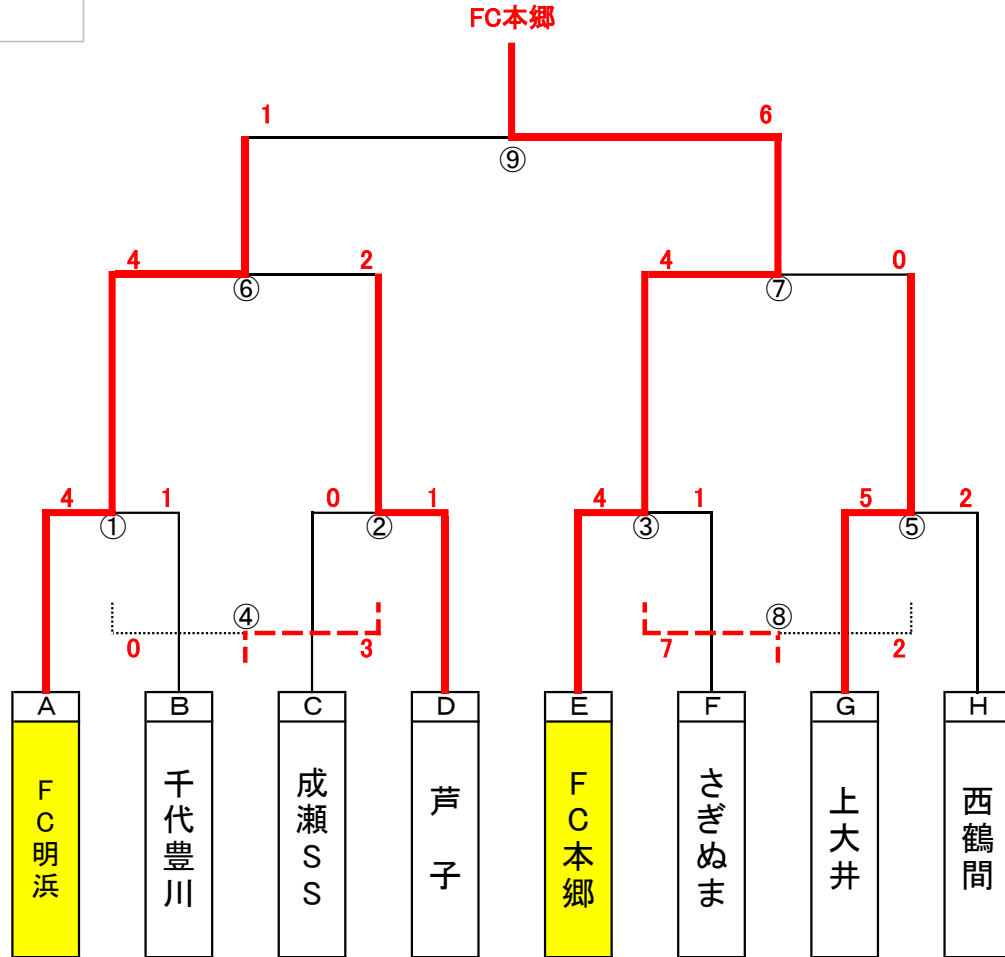 FC本郷
1 6
⑨
4 2 4 0
⑥ ⑦
4 1 0 1 4 1 5 2
① ② ③ ⑤
④ ⑧
0 3 7 2
A B C D E F G H
FC明浜
千代豊川
成瀬SS
芦子
FC本郷
さぎぬま
上大井
西鶴間